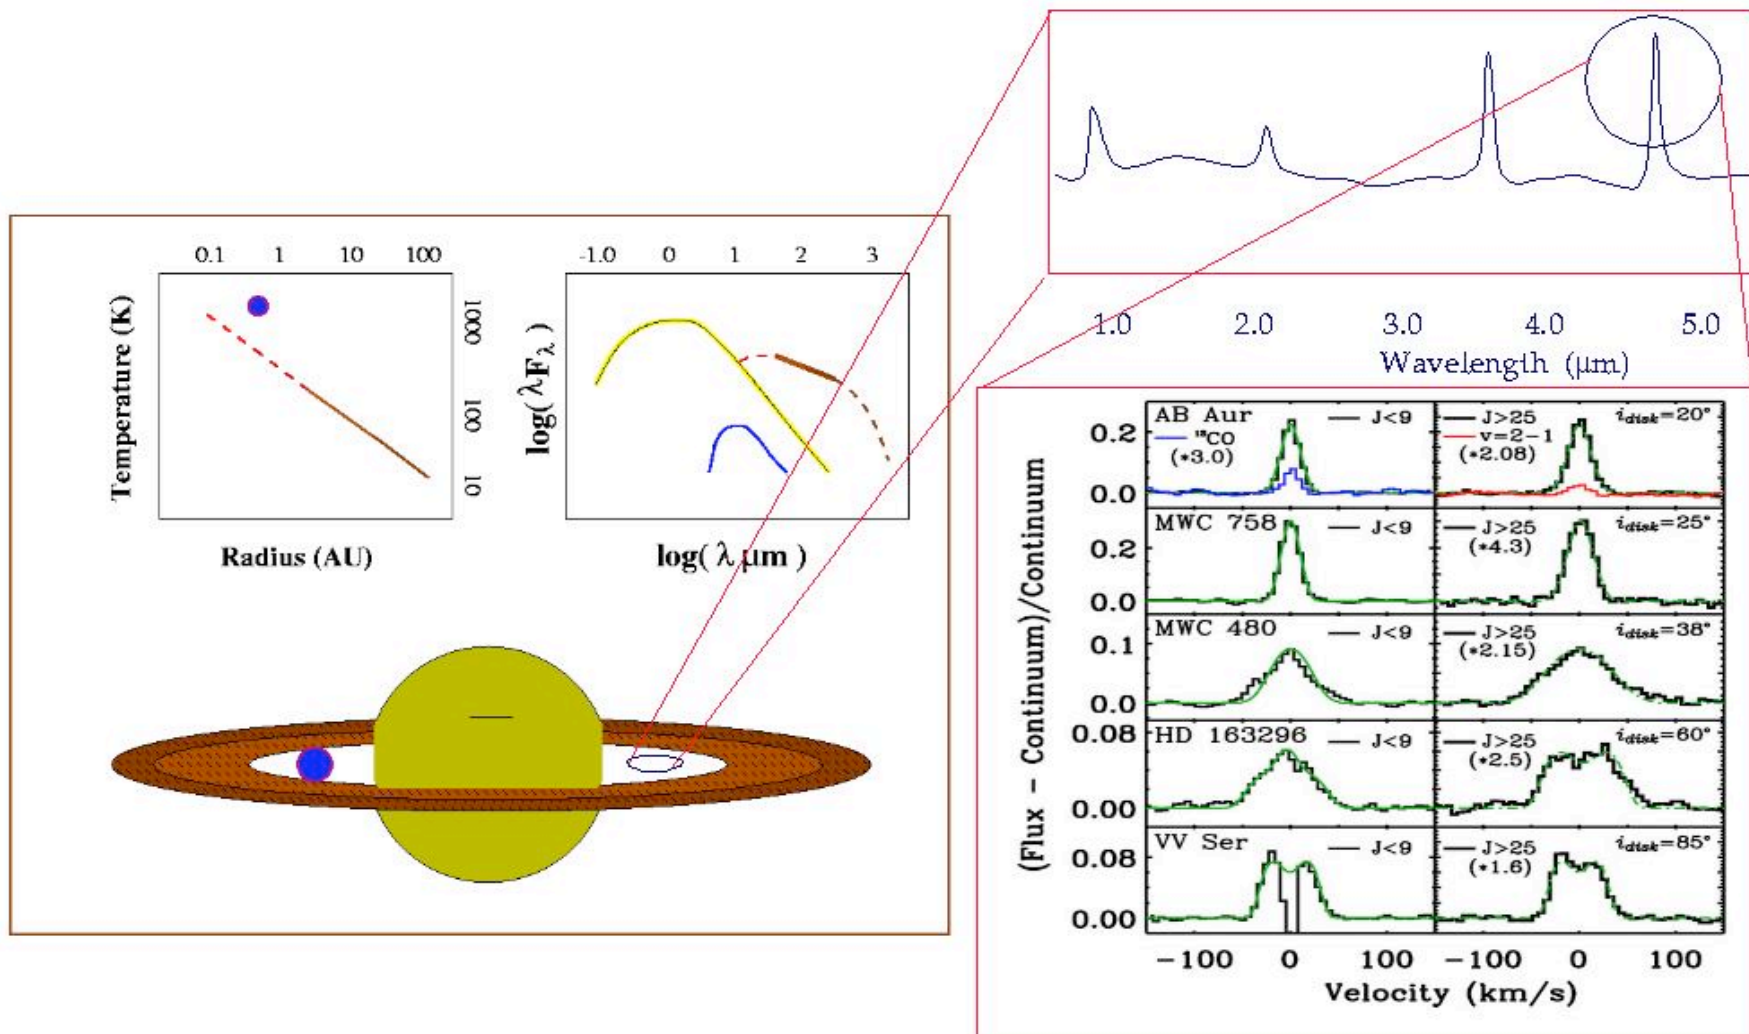 0.1 1 10 100
Temperature (K)
1000
100
10
Radius (AU)
-1.0 0 1 2 3
log( λF_λ )
log( λ μm )
1.0 2.0 3.0 4.0 5.0
Wavelength (μm)
(Flux - Continuum)/Continuum
AB Aur — J<9
— ¹³CO
(*3.0)
— J>25 i_disk=20°
— v=2-1
(*2.08)
0.2
0.0
MWC 758 — J<9
— J>25 i_disk=25°
(*4.3)
0.2
0.0
MWC 480 — J<9
— J>25 i_disk=38°
(*2.15)
0.1
0.0
HD 163296 — J<9
— J>25 i_disk=60°
(*2.5)
0.08
0.00
VV Ser — J<9
— J>25 i_disk=85°
(*1.6)
0.08
0.00
-100 0 100 -100 0 100
Velocity (km/s)